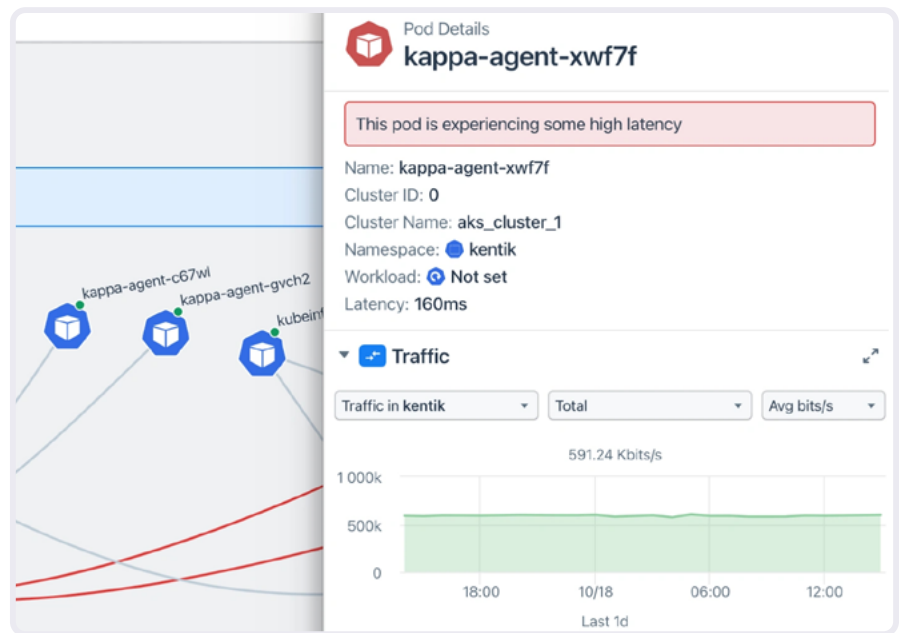 Pod Details
kappa-agent-xwf7f
This pod is experiencing some high latency
Name: kappa-agent-xwf7f
Cluster ID: 0
Cluster Name: aks_cluster_1
Namespace: kentik
Workload: Not set
Latency: 160ms
kappa-agent-c67wl
kappa-agent-gvch2
Traffic
Traffic in kentik
Total
Avg bits/s
591.24 Kbits/s
1 000k
500k
0
18:00 10/18 06:00 12:00
Last 1d